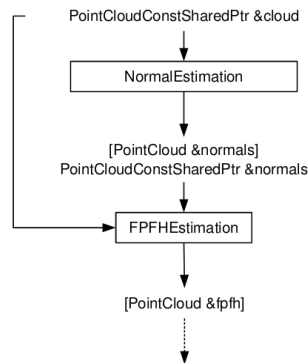 PointCloudConstSharedPtr &cloud
NormalEstimation
[PointCloud &normals]
PointCloudConstSharedPtr &normals
FPFHEstimation
[PointCloud &fpfh]